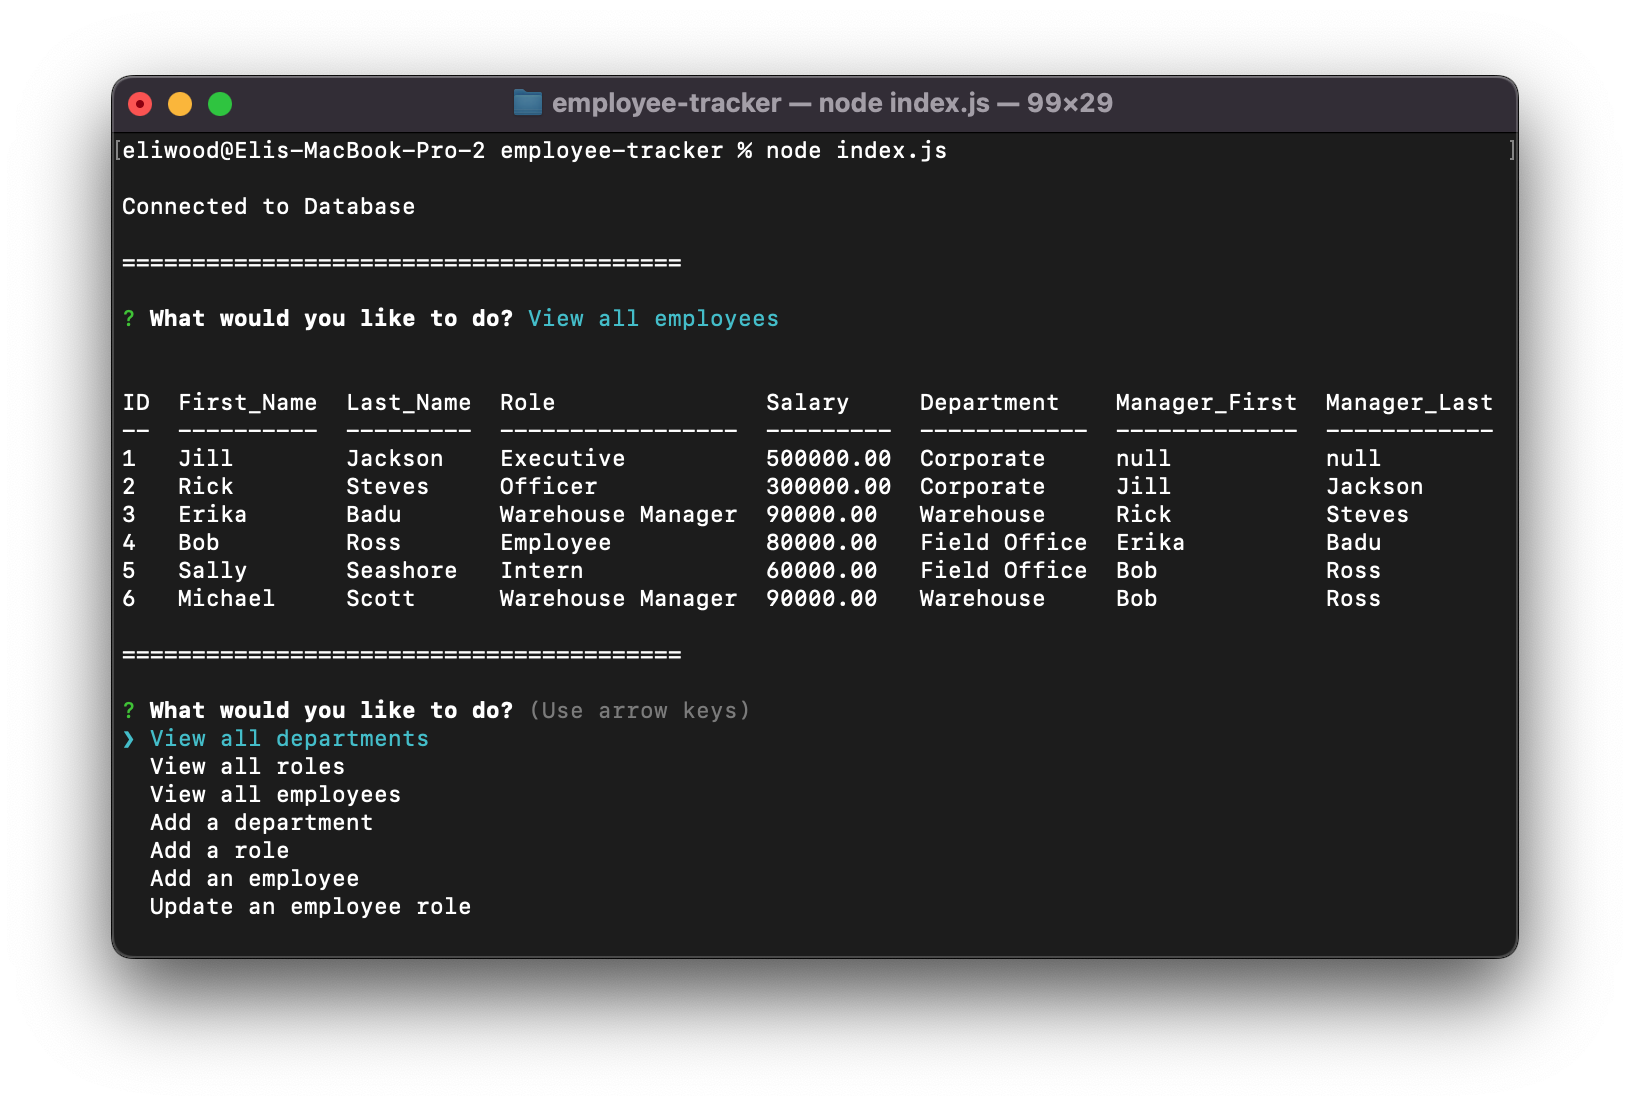 employee-tracker — node index.js — 99×29
[eliwood@Elis-MacBook-Pro-2 employee-tracker % node index.js ]
Connected to Database
========================================
? What would you like to do? View all employees
ID  First_Name  Last_Name  Role               Salary     Department    Manager_First  Manager_Last
--  ----------  ---------  -----------------  ---------  ------------  -------------  ------------
1   Jill        Jackson    Executive          500000.00  Corporate     null           null
2   Rick        Steves     Officer            300000.00  Corporate     Jill           Jackson
3   Erika       Badu       Warehouse Manager  90000.00   Warehouse     Rick           Steves
4   Bob         Ross       Employee           80000.00   Field Office  Erika          Badu
5   Sally       Seashore   Intern             60000.00   Field Office  Bob            Ross
6   Michael     Scott      Warehouse Manager  90000.00   Warehouse     Bob            Ross
========================================
? What would you like to do? (Use arrow keys)
❯ View all departments
  View all roles
  View all employees
  Add a department
  Add a role
  Add an employee
  Update an employee role